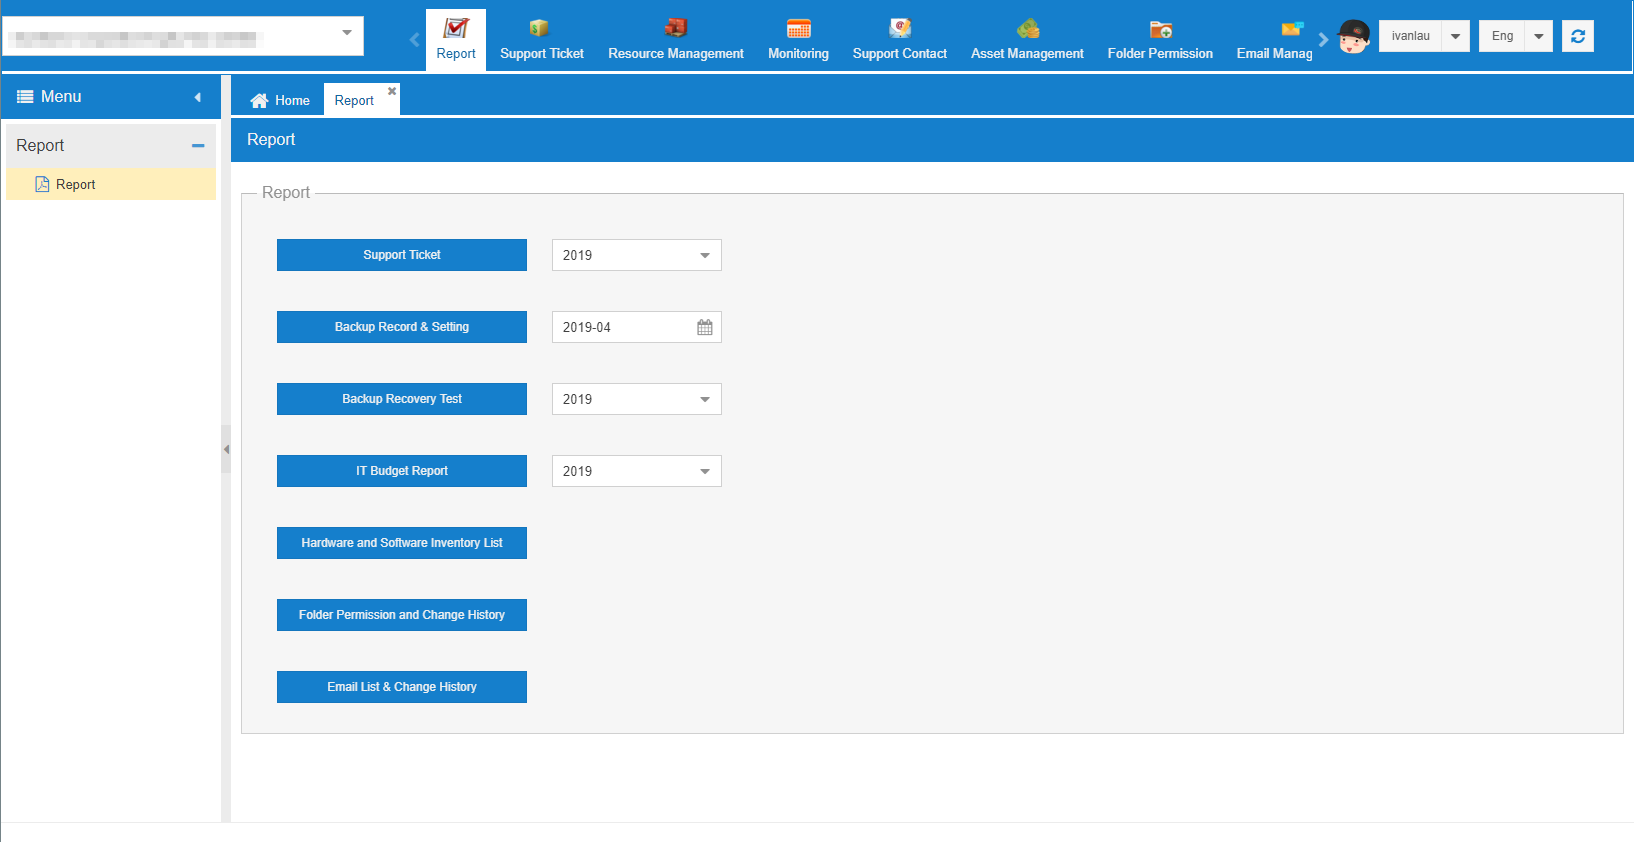 Report
Support Ticket
Resource Management
Monitoring
Support Contact
Asset Management
Folder Permission
Email Manag
ivanlau
Eng
Menu
Home
Report
Report
Report
Report
Report
Support Ticket
2019
Backup Record & Setting
2019-04
Backup Recovery Test
2019
IT Budget Report
2019
Hardware and Software Inventory List
Folder Permission and Change History
Email List & Change History